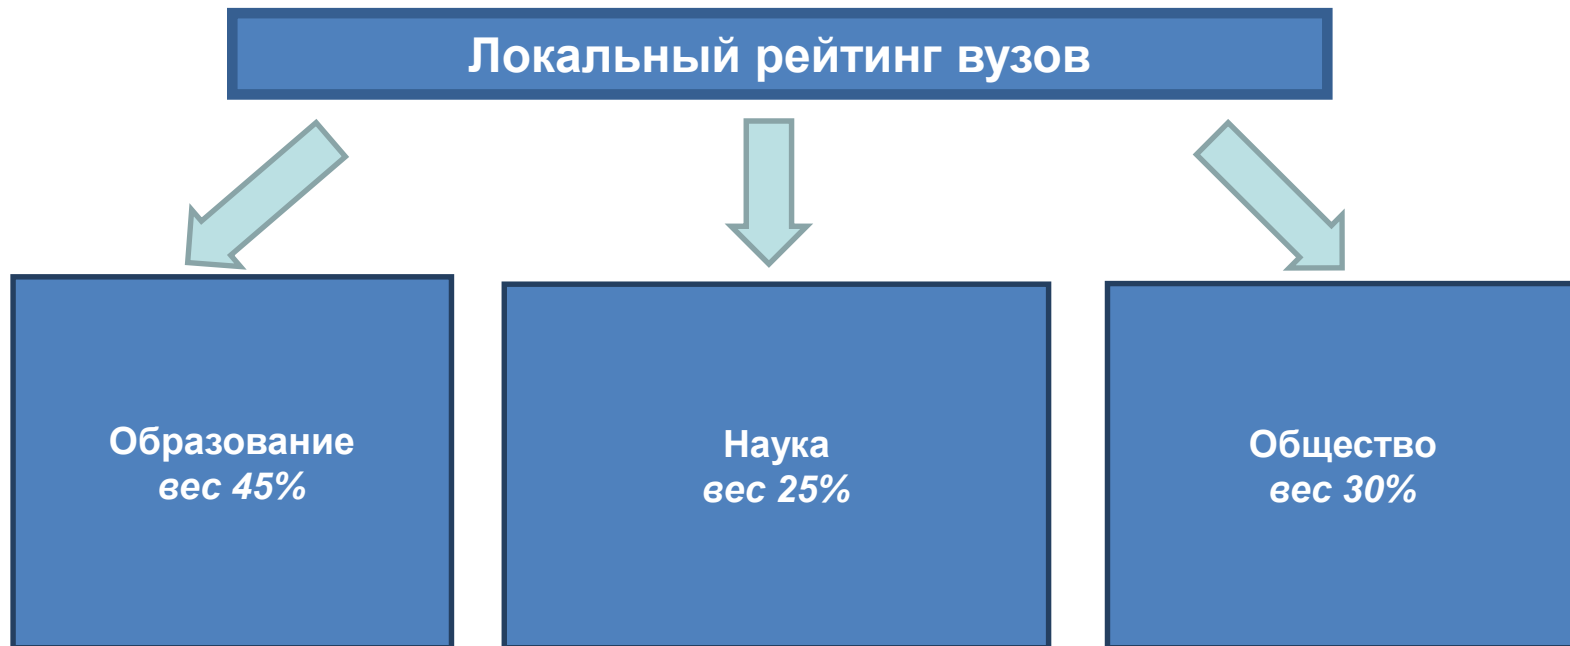 Локальный рейтинг вузов
Образование
вес 45%
Наука
вес 25%
Общество
вес 30%